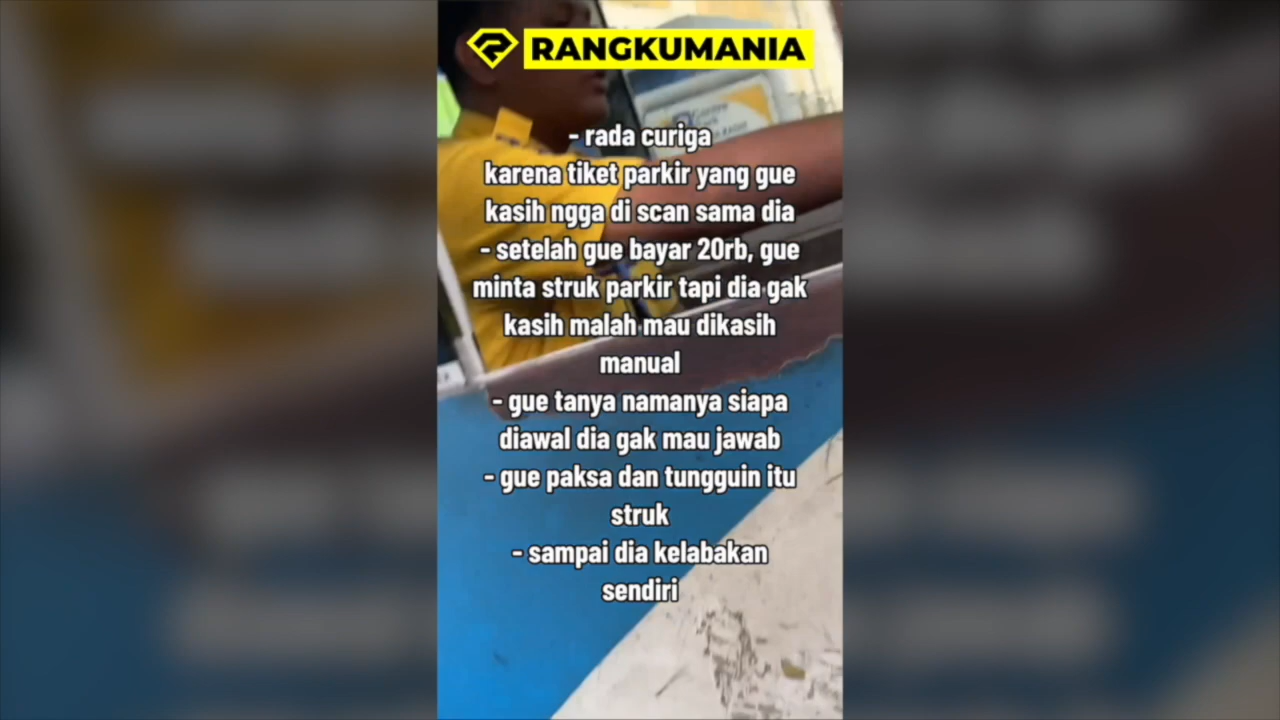 RANGKUMANIA
- rada curiga
karena tiket parkir yang gue
kasih ngga di scan sama dia
- setelah gue bayar 20rb, gue
minta struk parkir tapi dia gak
kasih malah mau dikasih
manual
- gue tanya namanya siapa
diawal dia gak mau jawab
- gue paksa dan tungguin itu
struk
- sampai dia kelabakan
sendiri